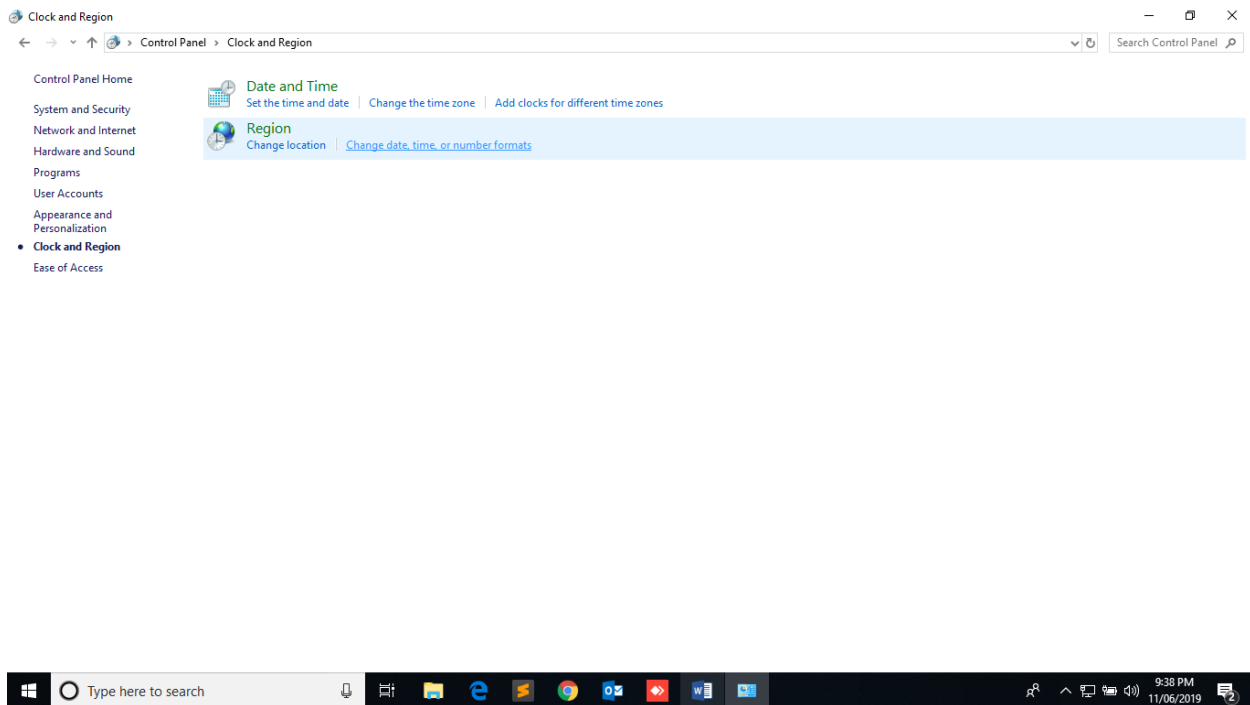 Clock and Region
Control Panel > Clock and Region
Search Control Panel
Control Panel Home
System and Security
Network and Internet
Hardware and Sound
Programs
User Accounts
Appearance and
Personalization
Clock and Region
Ease of Access
Date and Time
Set the time and date | Change the time zone | Add clocks for different time zones
Region
Change location | Change date, time, or number formats
Type here to search
9:38 PM
11/06/2019
2